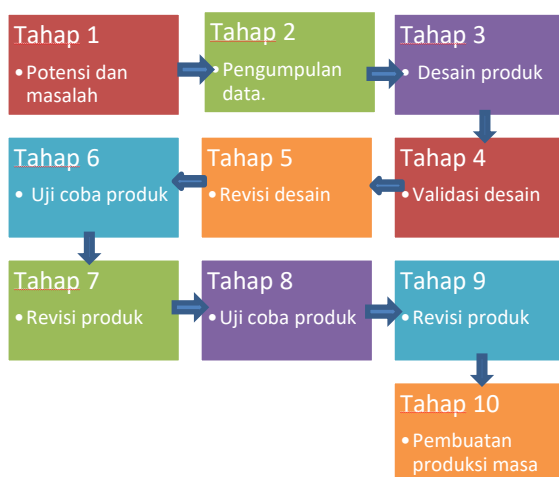 Tahap 1
• Potensi dan
masalah
Tahap 2
• Pengumpulan
data.
Tahap 3
• Desain produk
Tahap 4
• Validasi desain
Tahap 5
• Revisi desain
Tahap 6
• Uji coba produk
Tahap 7
• Revisi produk
Tahap 8
• Uji coba produk
Tahap 9
• Revisi produk
Tahap 10
• Pembuatan
produksi masa